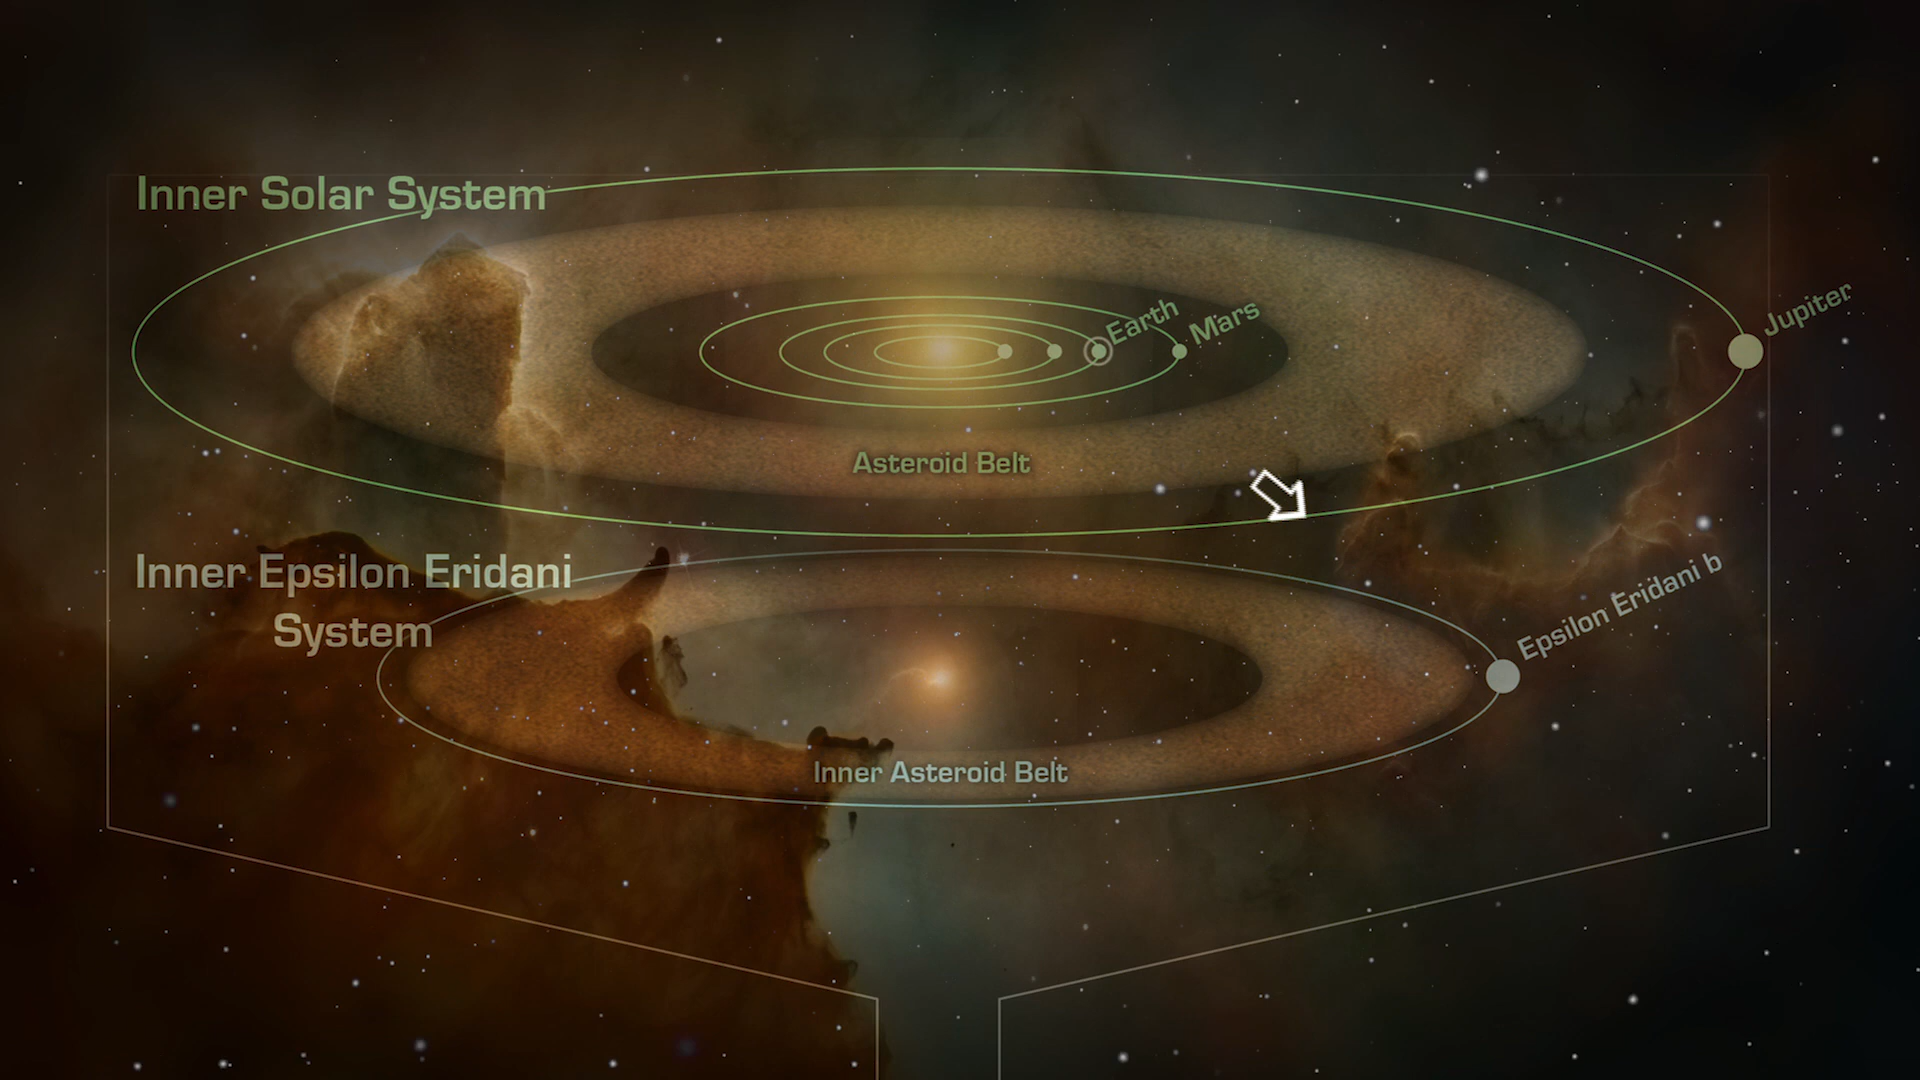 Inner Solar System
Earth
Mars
Jupiter
Asteroid Belt
Inner Epsilon Eridani
System
Epsilon Eridani b
Inner Asteroid Belt